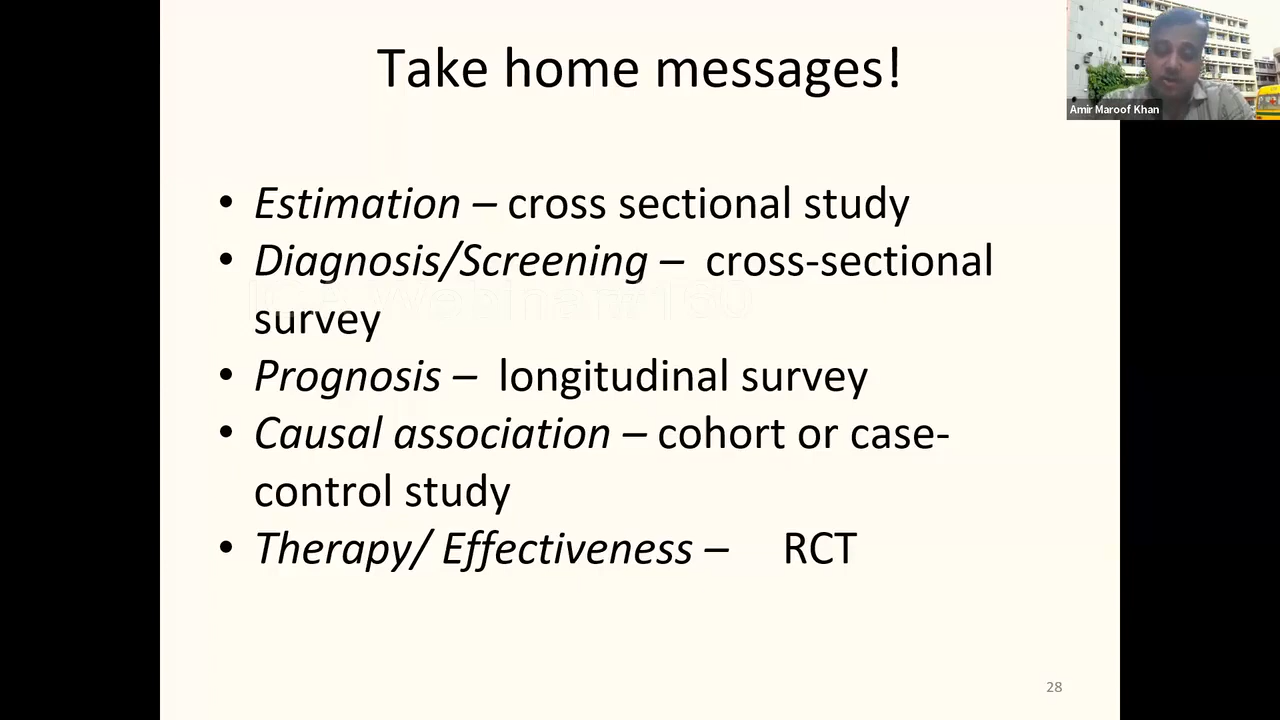 Take home messages!
Amir Maroof Khan
• Estimation – cross sectional study
• Diagnosis/Screening – cross-sectional
survey
• Prognosis – longitudinal survey
• Causal association – cohort or case-
control study
• Therapy/ Effectiveness – RCT
28